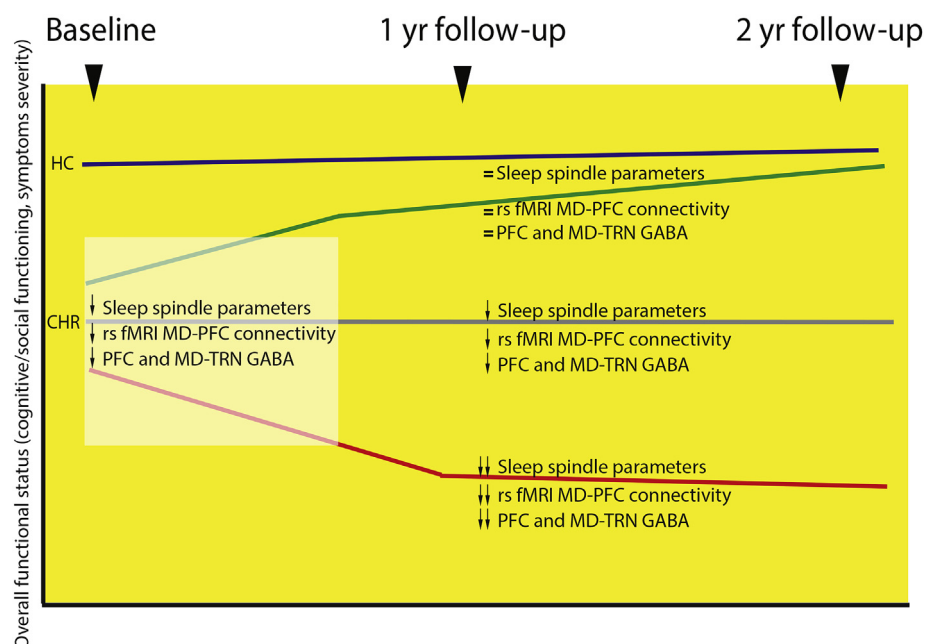 Baseline 1 yr follow-up 2 yr follow-up
Overall functional status (cognitive/social functioning, symptoms severity)
HC
= Sleep spindle parameters
= rs fMRI MD-PFC connectivity
= PFC and MD-TRN GABA
CHR
↓ Sleep spindle parameters
↓ rs fMRI MD-PFC connectivity
↓ PFC and MD-TRN GABA
↓ Sleep spindle parameters
↓ rs fMRI MD-PFC connectivity
↓ PFC and MD-TRN GABA
↓↓ Sleep spindle parameters
↓↓ rs fMRI MD-PFC connectivity
↓↓ PFC and MD-TRN GABA